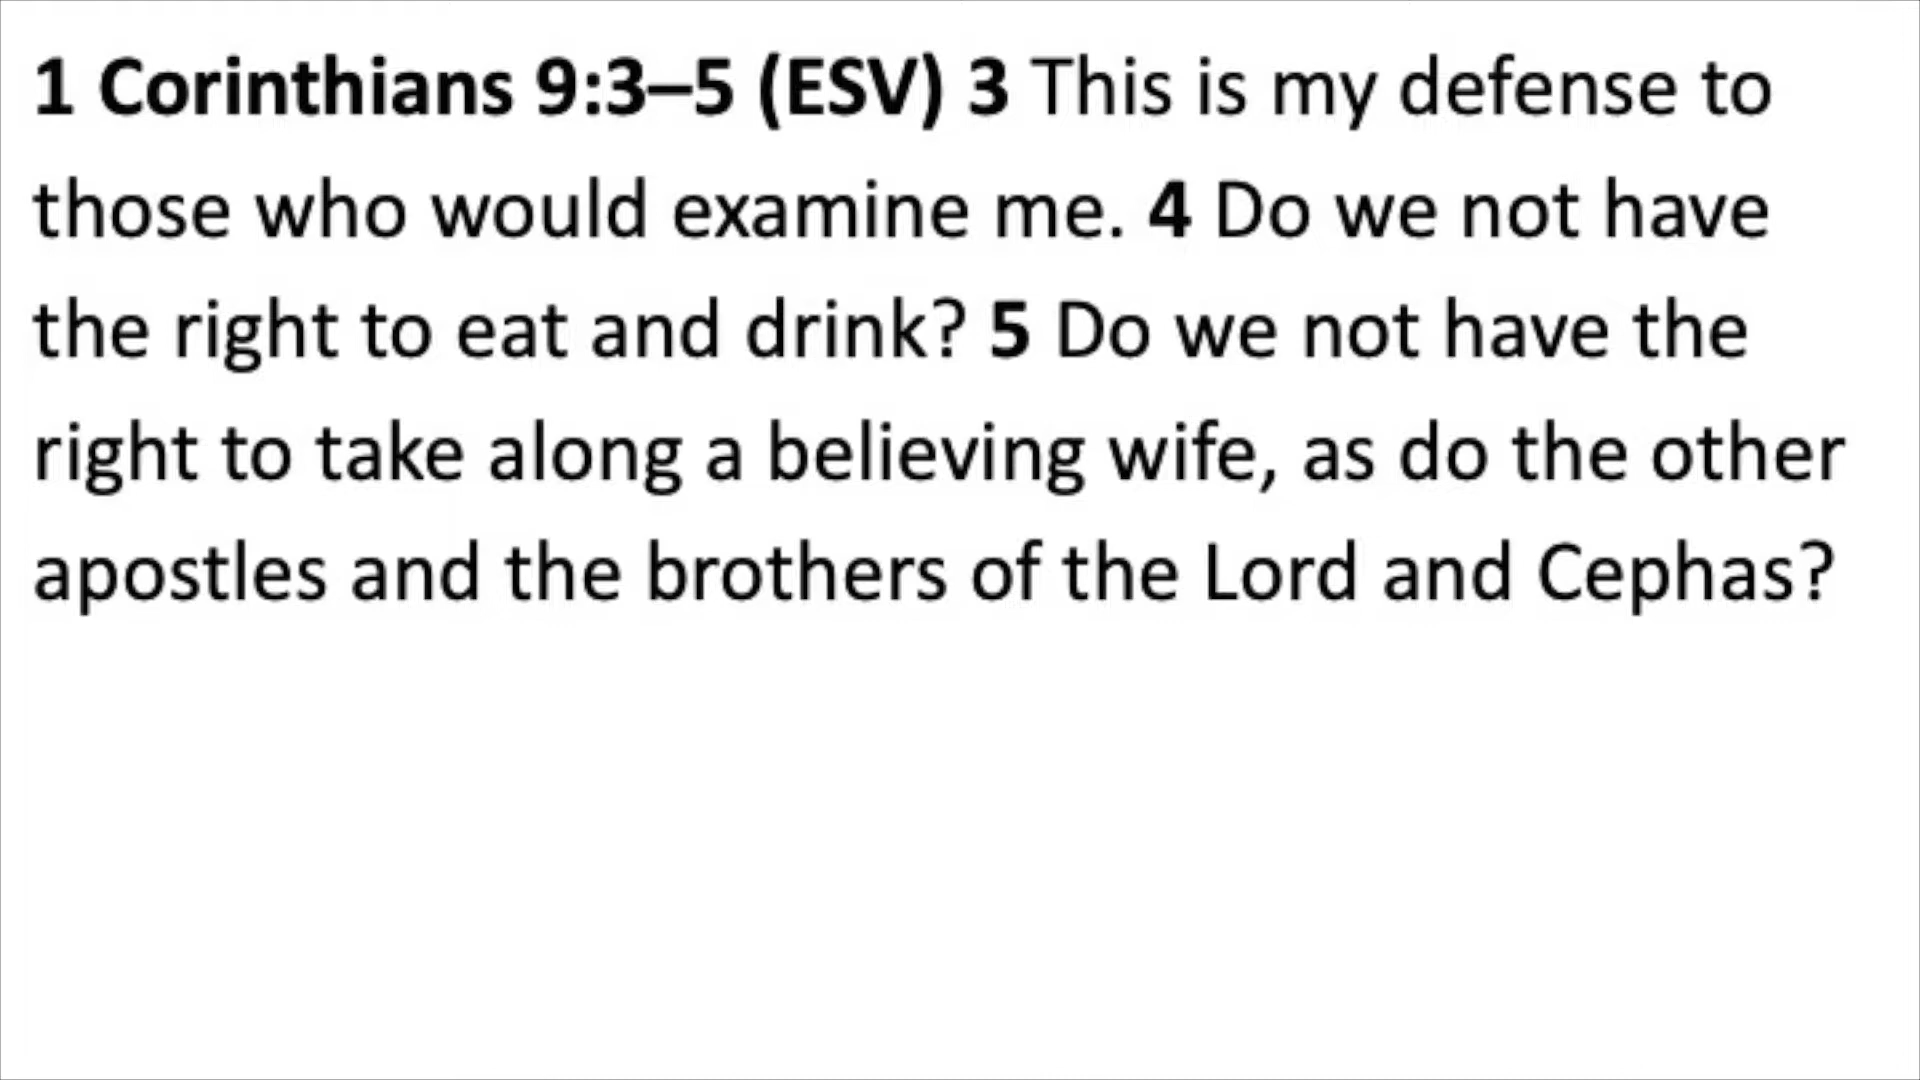 1 Corinthians 9:3–5 (ESV) 3 This is my defense to
those who would examine me. 4 Do we not have
the right to eat and drink? 5 Do we not have the
right to take along a believing wife, as do the other
apostles and the brothers of the Lord and Cephas?